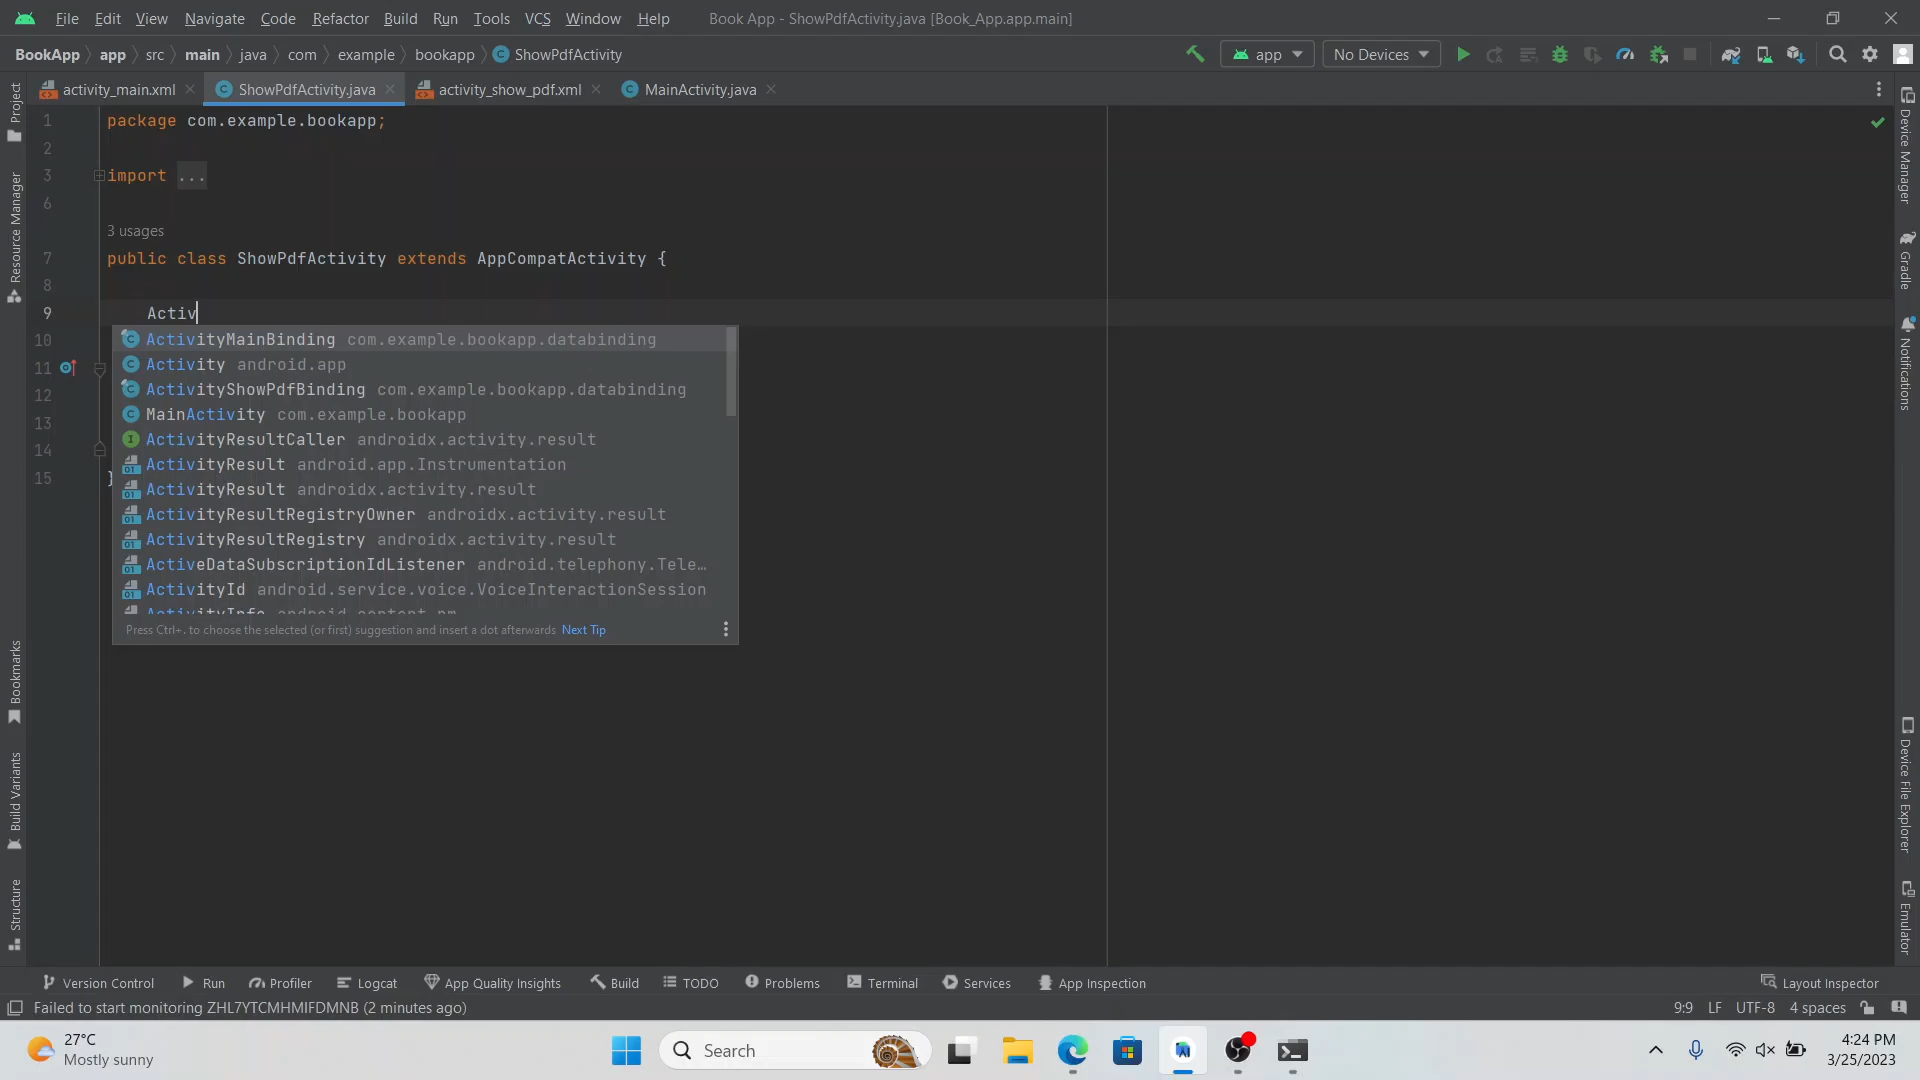 File Edit View Navigate Code Refactor Build Run Tools VCS Window Help Book App - ShowPdfActivity.java [Book_App.app.main]
BookApp app src main java com example bookapp ShowPdfActivity app No Devices
activity_main.xml ShowPdfActivity.java activity_show_pdf.xml MainActivity.java
Project
Resource Manager
Bookmarks
Build Variants
Structure
1 package com.example.bookapp;
2
3 import ...
6
3 usages
7 public class ShowPdfActivity extends AppCompatActivity {
8
9 Activ
10 ActivityMainBinding com.example.bookapp.databinding
Activity android.app
11
ActivityShowPdfBinding com.example.bookapp.databinding
12
MainActivity com.example.bookapp
13
ActivityResultCaller androidx.activity.result
14
ActivityResult android.app.Instrumentation
15 }
ActivityResult androidx.activity.result
ActivityResultRegistryOwner androidx.activity.result
ActivityResultRegistry androidx.activity.result
ActiveDataSubscriptionIdListener android.telephony.Tele...
ActivityId android.service.voice.VoiceInteractionSession
ActivityInfo android.content.pm
Press Ctrl+. to choose the selected (or first) suggestion and insert a dot afterwards Next Tip
Device Manager
Gradle
Notifications
Device File Explorer
Emulator
Version Control Run Profiler Logcat App Quality Insights Build TODO Problems Terminal Services App Inspection Layout Inspector
Failed to start monitoring ZHL7YTCMHMIFDMNB (2 minutes ago) 9:9 LF UTF-8 4 spaces
27°C
Mostly sunny
Search
4:24 PM
3/25/2023